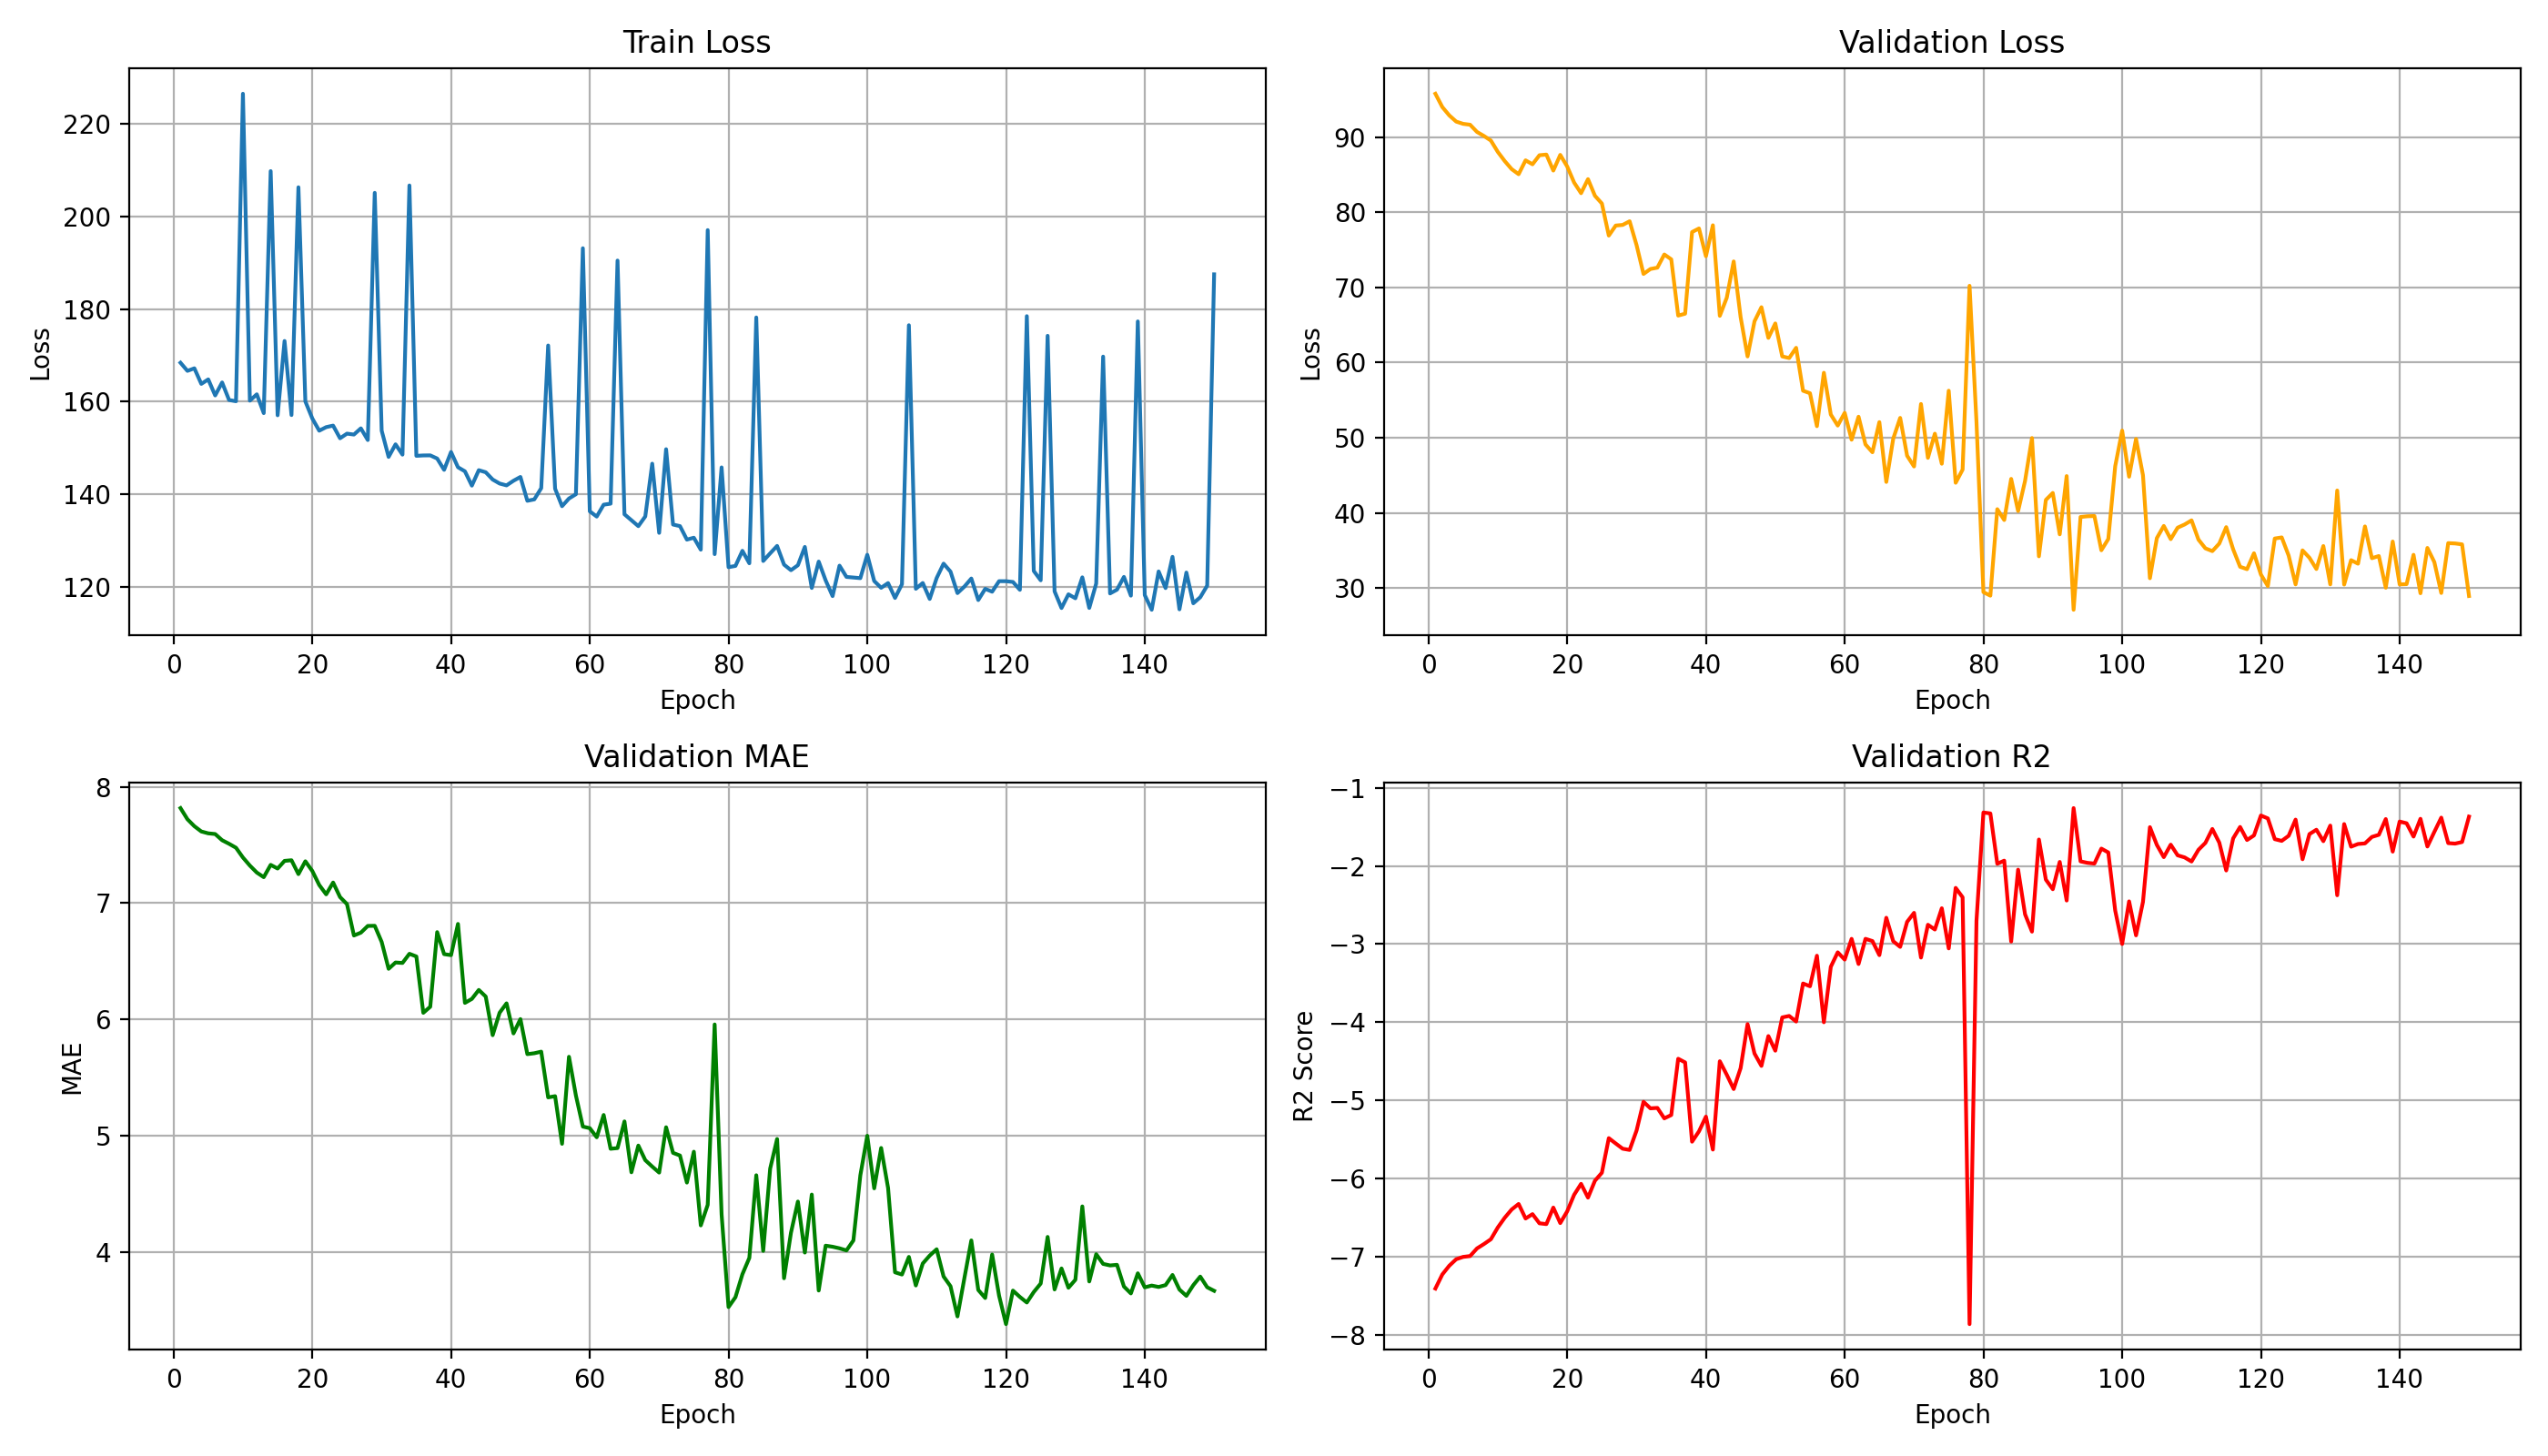 Train Loss
Loss
220
200
180
160
140
120
0 20 40 60 80 100 120 140
Epoch
Validation Loss
Loss
90
80
70
60
50
40
30
0 20 40 60 80 100 120 140
Epoch
Validation MAE
MAE
8
7
6
5
4
0 20 40 60 80 100 120 140
Epoch
Validation R2
R2 Score
−1
−2
−3
−4
−5
−6
−7
−8
0 20 40 60 80 100 120 140
Epoch